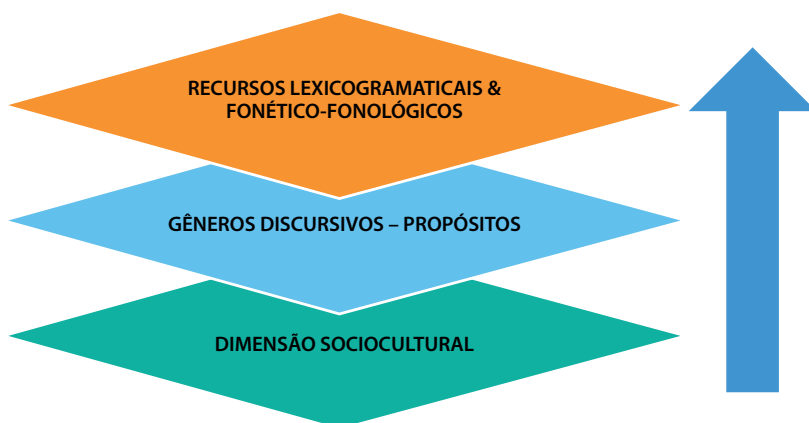 RECURSOS LEXICOGRAMATICAIS &
FONÉTICO-FONOLÓGICOS
GÊNEROS DISCURSIVOS – PROPÓSITOS
DIMENSÃO SOCIOCULTURAL